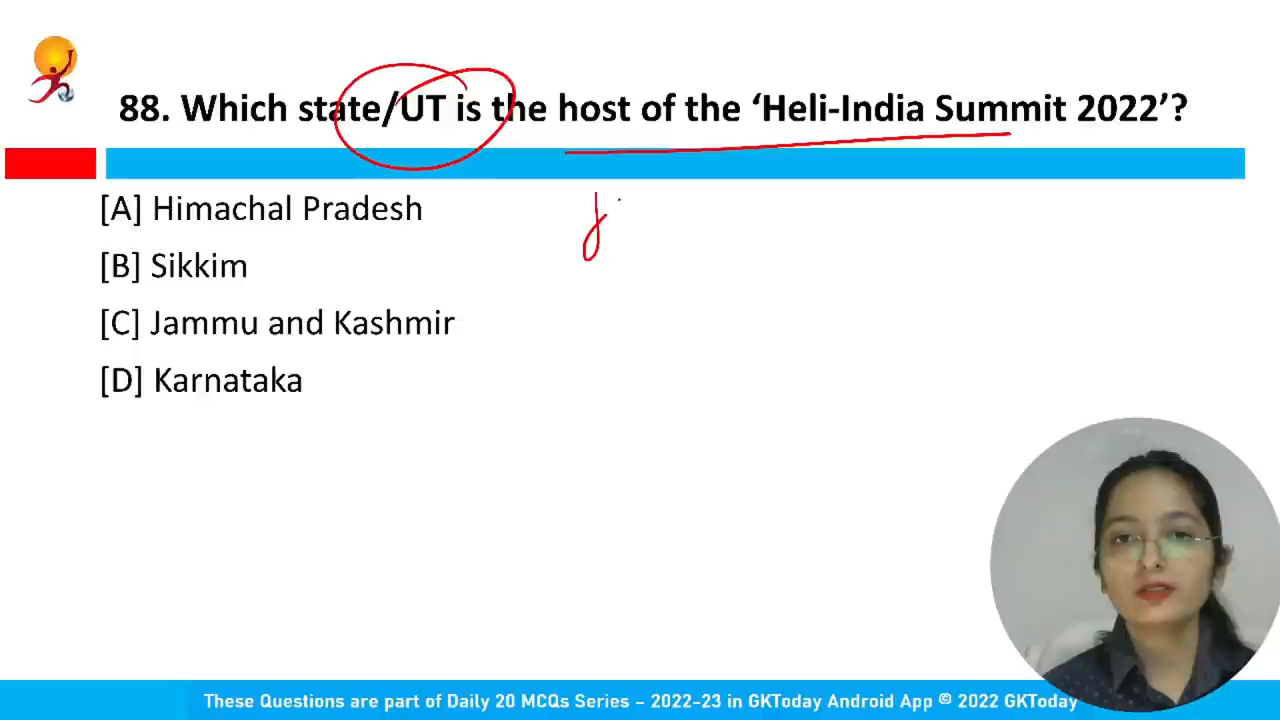 88. Which state/UT is the host of the ‘Heli-India Summit 2022’?
[A] Himachal Pradesh
[B] Sikkim
[C] Jammu and Kashmir
[D] Karnataka
These Questions are part of Daily 20 MCQs Series – 2022-23 in GKToday Android App © 2022 GKToday